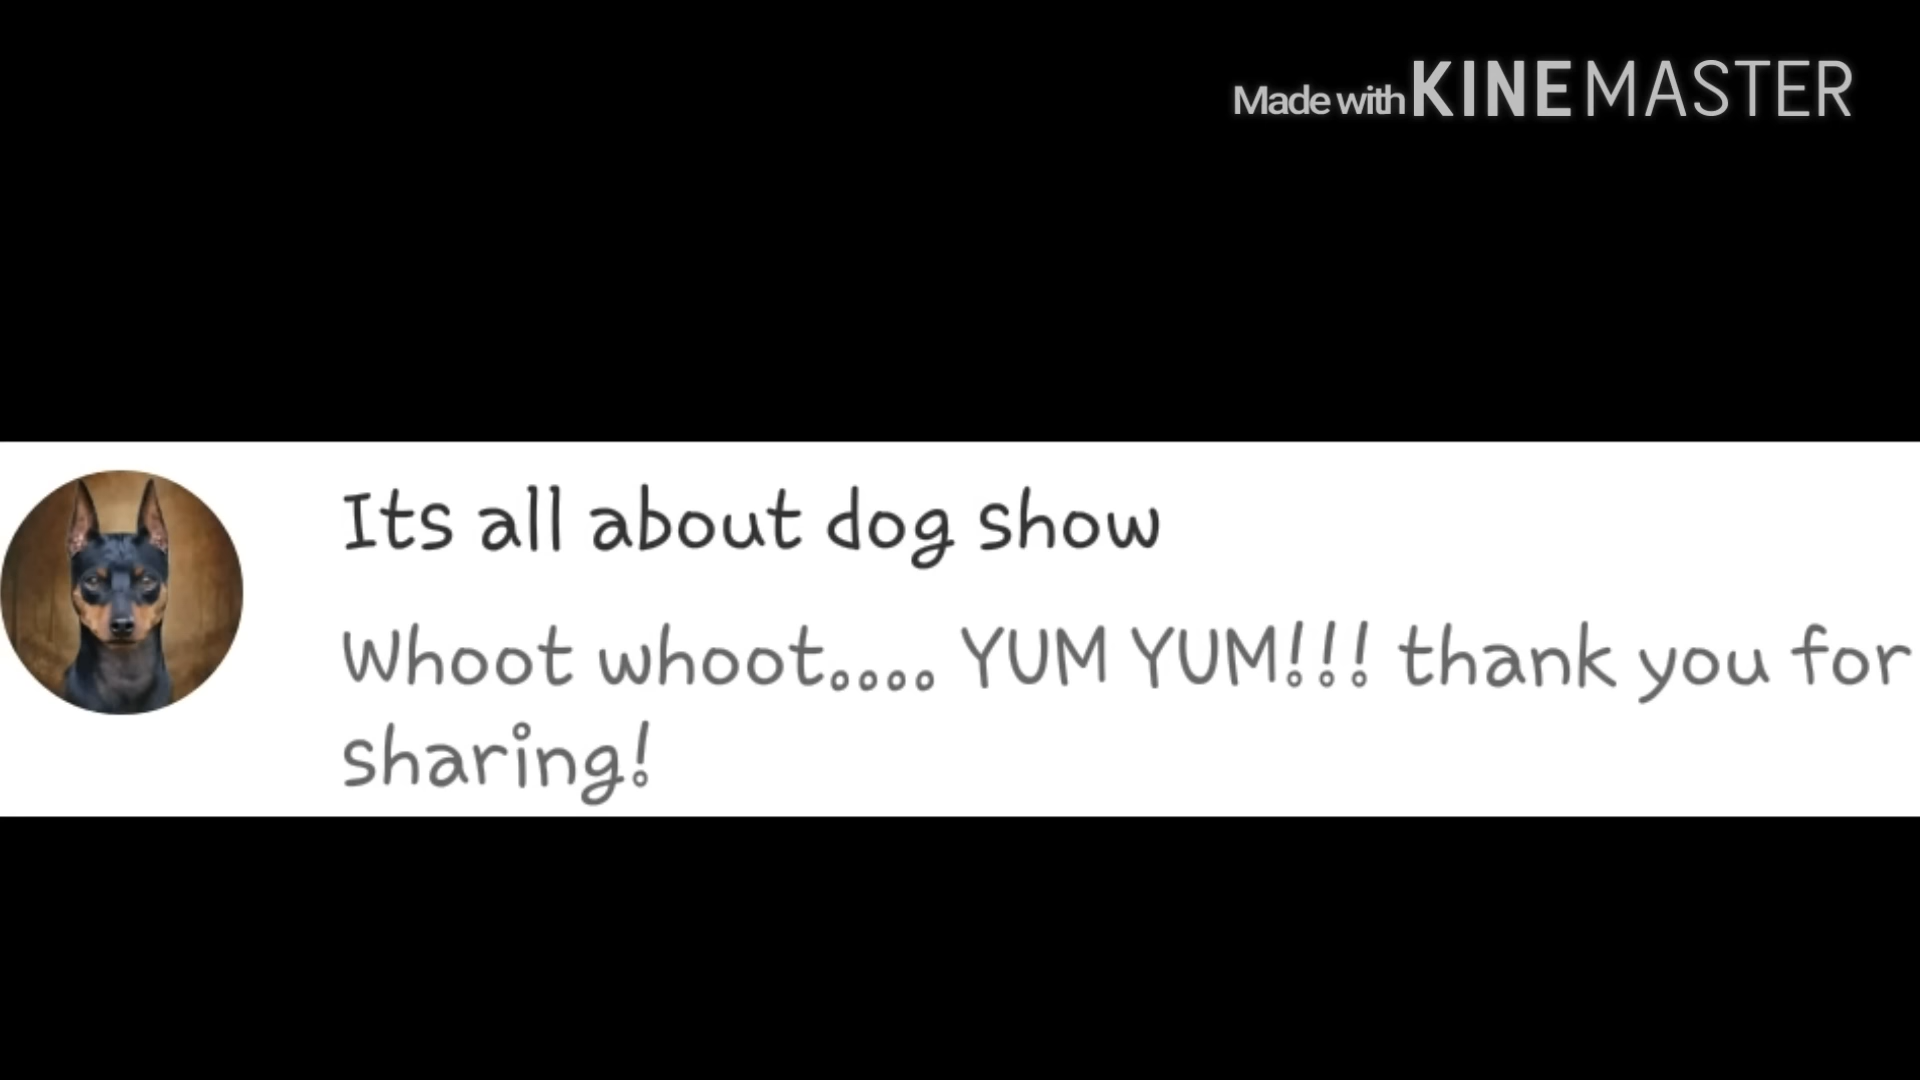 Made with KINEMASTER
Its all about dog show
Whoot whoot.... YUM YUM!!! thank you for
sharing!